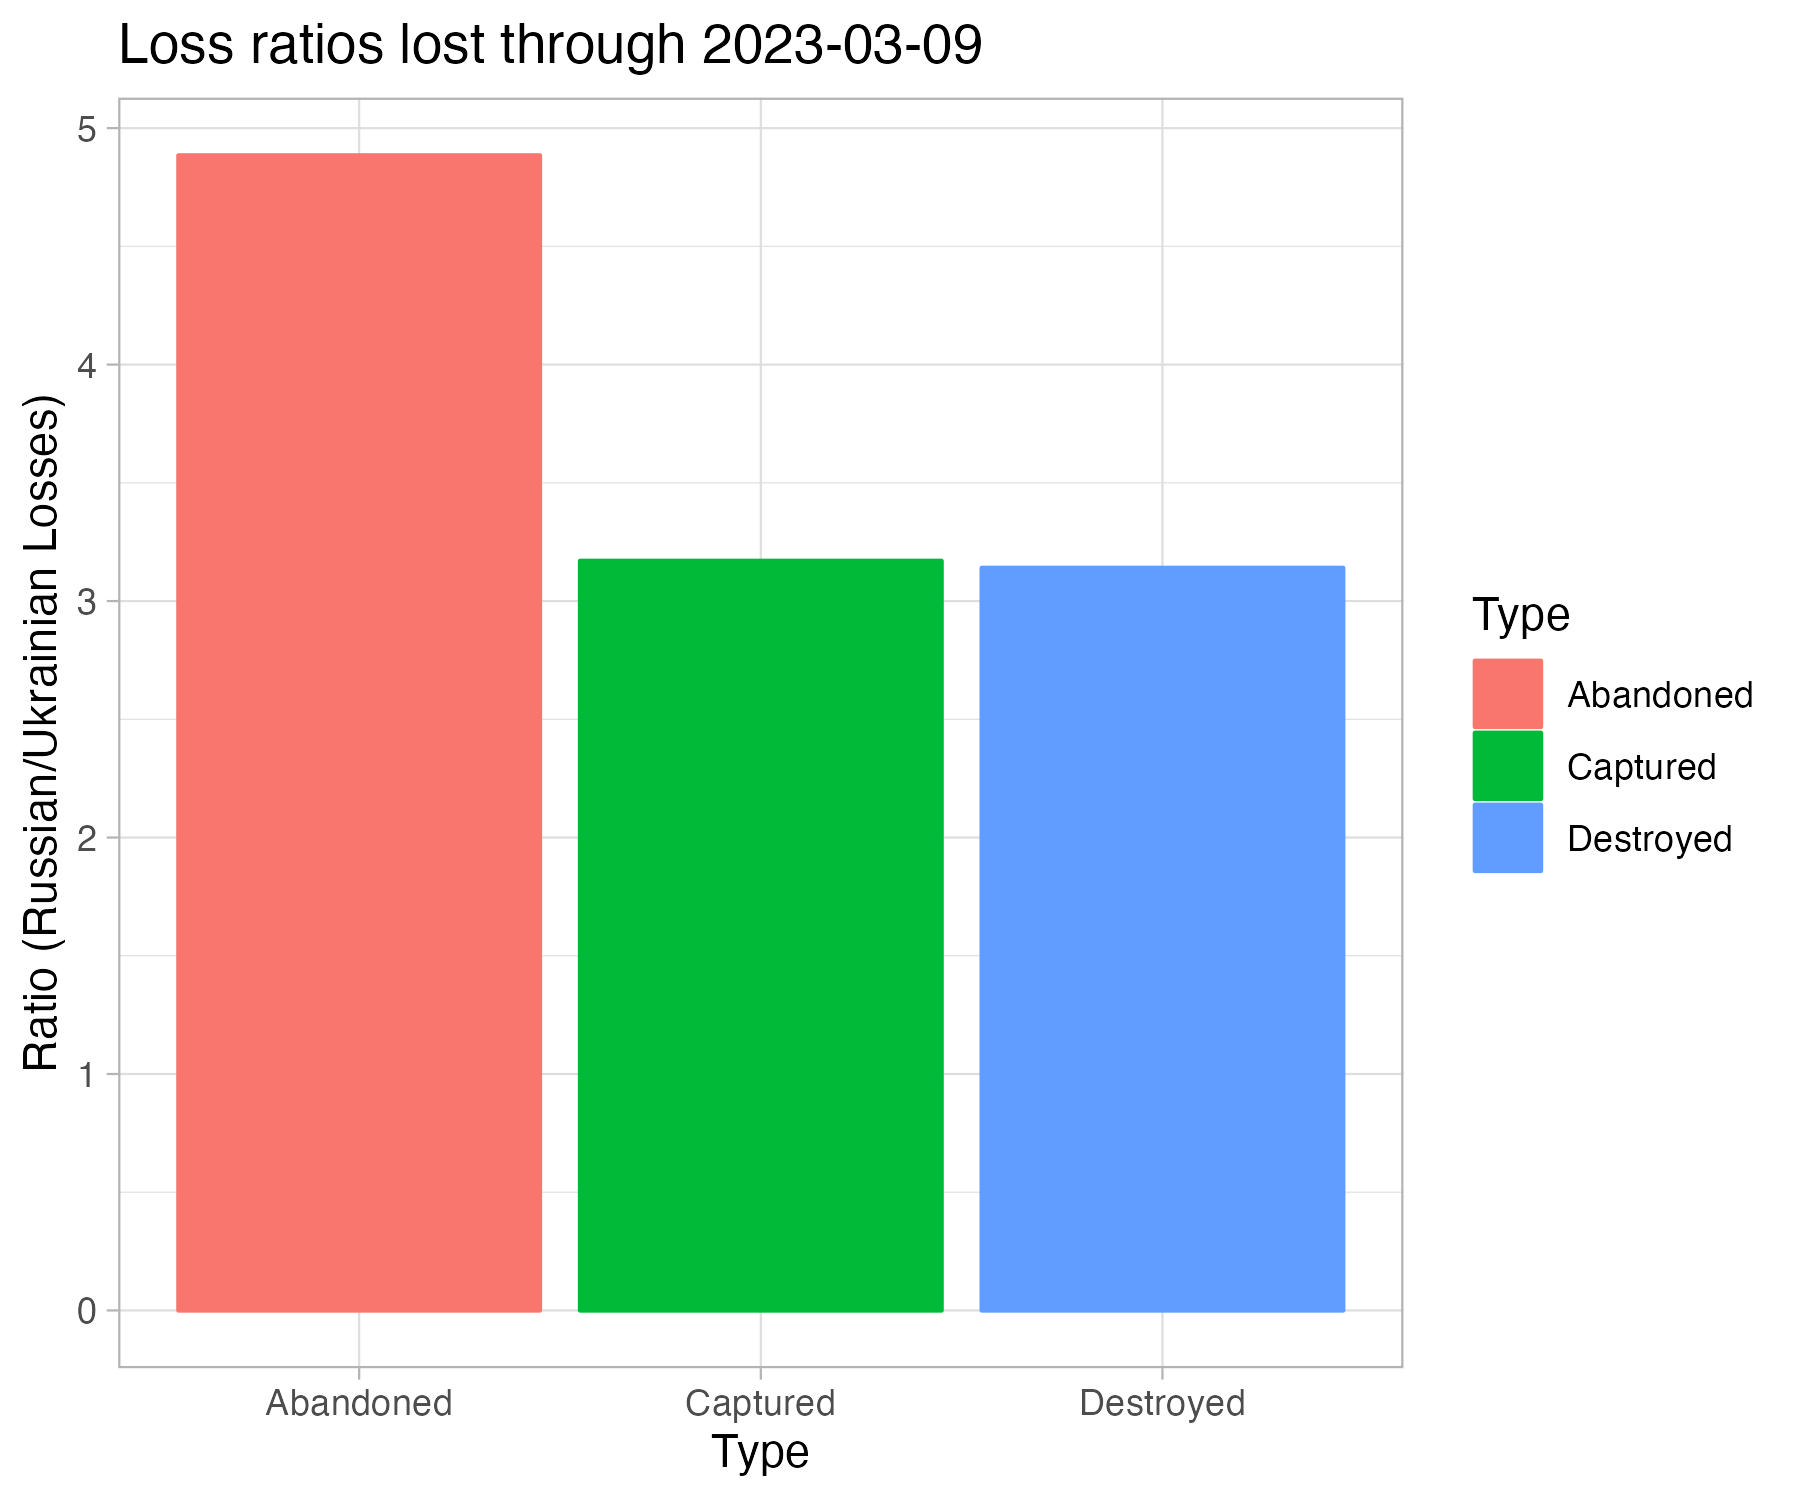 Loss ratios lost through 2023-03-09
Ratio (Russian/Ukrainian Losses)
5
4
3
2
1
0
Abandoned Captured Destroyed
Type
Type
Abandoned
Captured
Destroyed